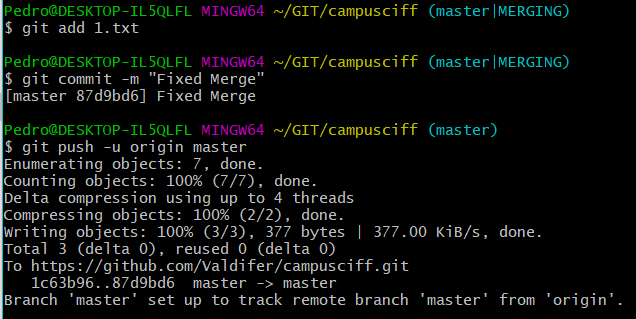 Pedro@DESKTOP-IL5QLFL MINGW64 ~/GIT/campusciff (master|MERGING)
$ git add 1.txt
Pedro@DESKTOP-IL5QLFL MINGW64 ~/GIT/campusciff (master|MERGING)
$ git commit -m "Fixed Merge"
[master 87d9bd6] Fixed Merge
Pedro@DESKTOP-IL5QLFL MINGW64 ~/GIT/campusciff (master)
$ git push -u origin master
Enumerating objects: 7, done.
Counting objects: 100% (7/7), done.
Delta compression using up to 4 threads
Compressing objects: 100% (2/2), done.
Writing objects: 100% (3/3), 377 bytes | 377.00 KiB/s, done.
Total 3 (delta 0), reused 0 (delta 0)
To https://github.com/Valdifer/campusciff.git
   1c63b96..87d9bd6  master -> master
Branch 'master' set up to track remote branch 'master' from 'origin'.